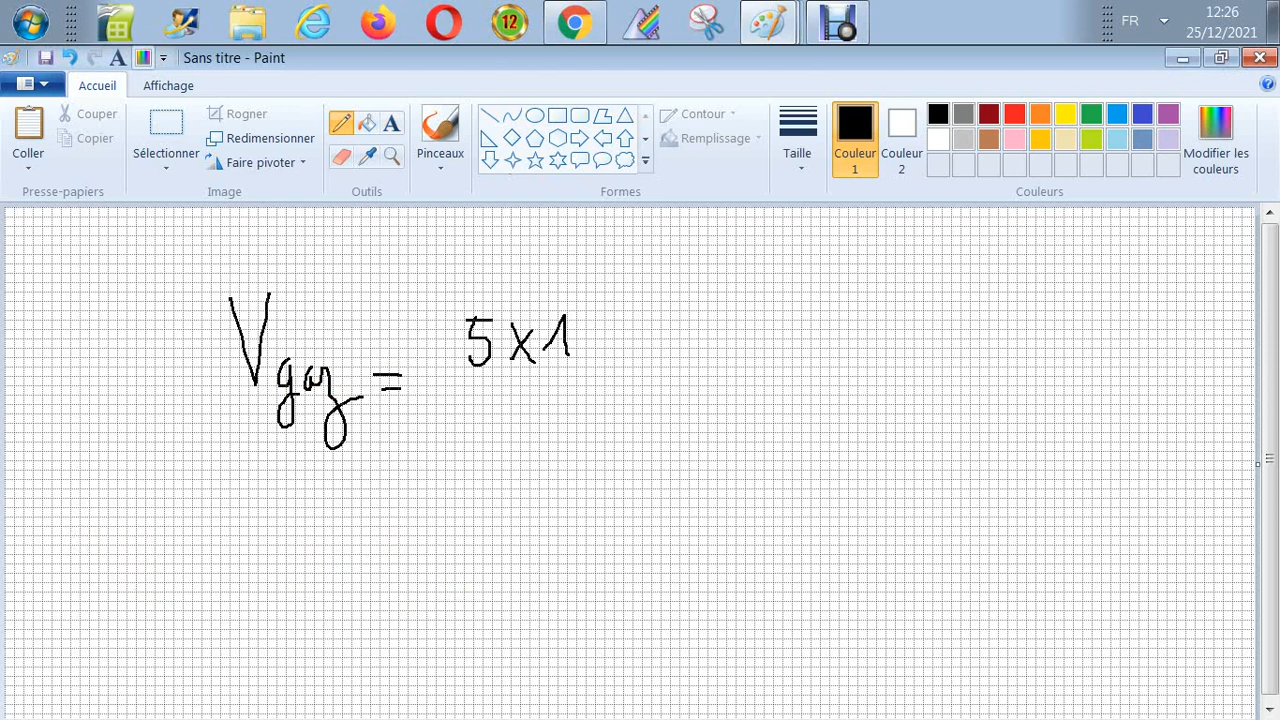 12
FR
12:26
25/12/2021
Sans titre - Paint
Accueil Affichage
Coller
Couper
Copier
Presse-papiers
Sélectionner
Rogner
Redimensionner
Faire pivoter
Image
A
Outils
Pinceaux
Formes
Contour
Remplissage
Taille
Couleur 1
Couleur 2
Modifier les couleurs
Couleurs
V gaz = 5 x 1